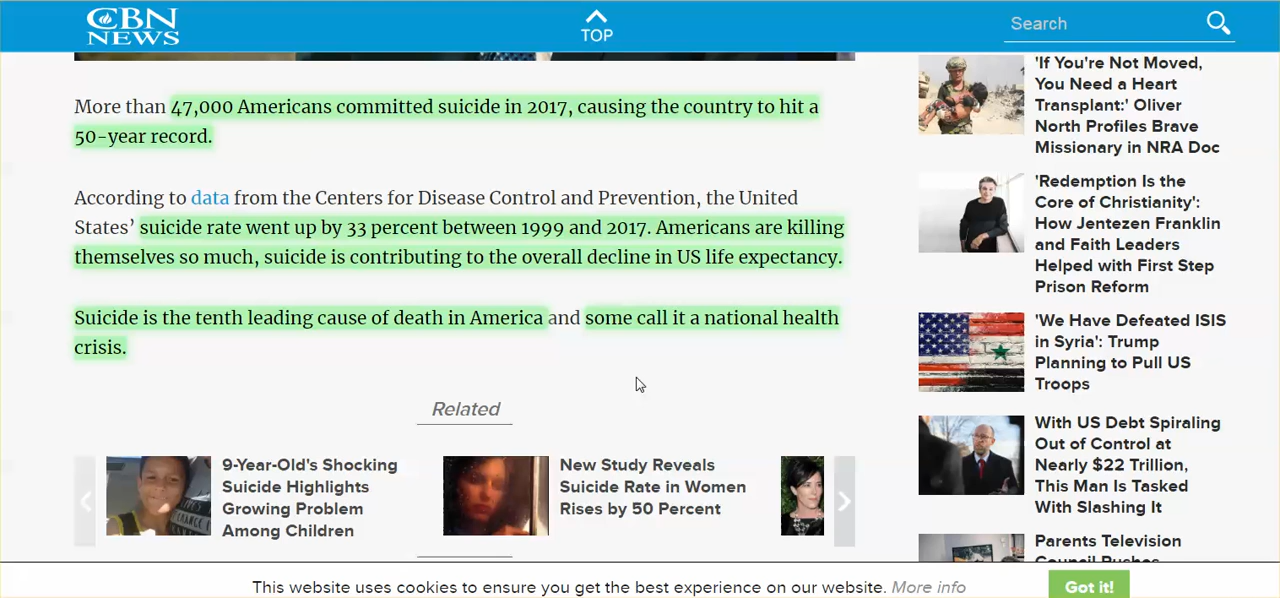 CBN
NEWS
TOP
Search
More than 47,000 Americans committed suicide in 2017, causing the country to hit a
50-year record.
According to data from the Centers for Disease Control and Prevention, the United
States’ suicide rate went up by 33 percent between 1999 and 2017. Americans are killing
themselves so much, suicide is contributing to the overall decline in US life expectancy.
Suicide is the tenth leading cause of death in America and some call it a national health
crisis.
Related
9-Year-Old's Shocking
Suicide Highlights
Growing Problem
Among Children
New Study Reveals
Suicide Rate in Women
Rises by 50 Percent
'If You're Not Moved,
You Need a Heart
Transplant:' Oliver
North Profiles Brave
Missionary in NRA Doc
'Redemption Is the
Core of Christianity':
How Jentezen Franklin
and Faith Leaders
Helped with First Step
Prison Reform
'We Have Defeated ISIS
in Syria': Trump
Planning to Pull US
Troops
With US Debt Spiraling
Out of Control at
Nearly $22 Trillion,
This Man Is Tasked
With Slashing It
Parents Television
Council Pushes
This website uses cookies to ensure you get the best experience on our website. More info
Got it!